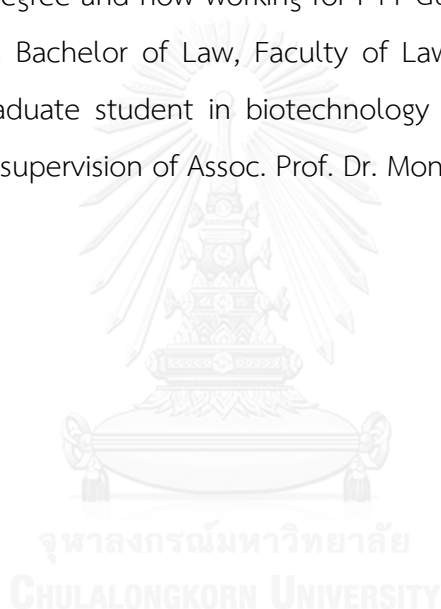 degree and now working for PTT G
Bachelor of Law, Faculty of Law
aduate student in biotechnology
supervision of Assoc. Prof. Dr. Mon
จุฬาลงกรณ์มหาวิทยาลัย
CHULALONGKORN UNIVERSITY